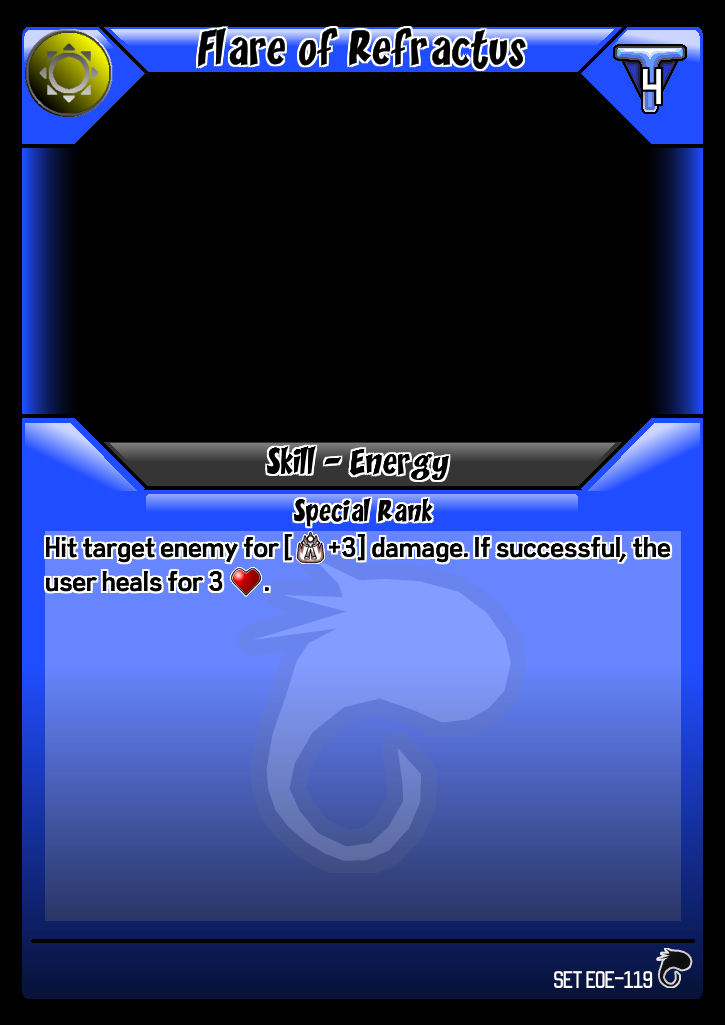 Flare of Refractus
4
Skill - Energy
Special Rank
Hit target enemy for [ +3] damage. If successful, the
user heals for 3 .
SET EOE-119